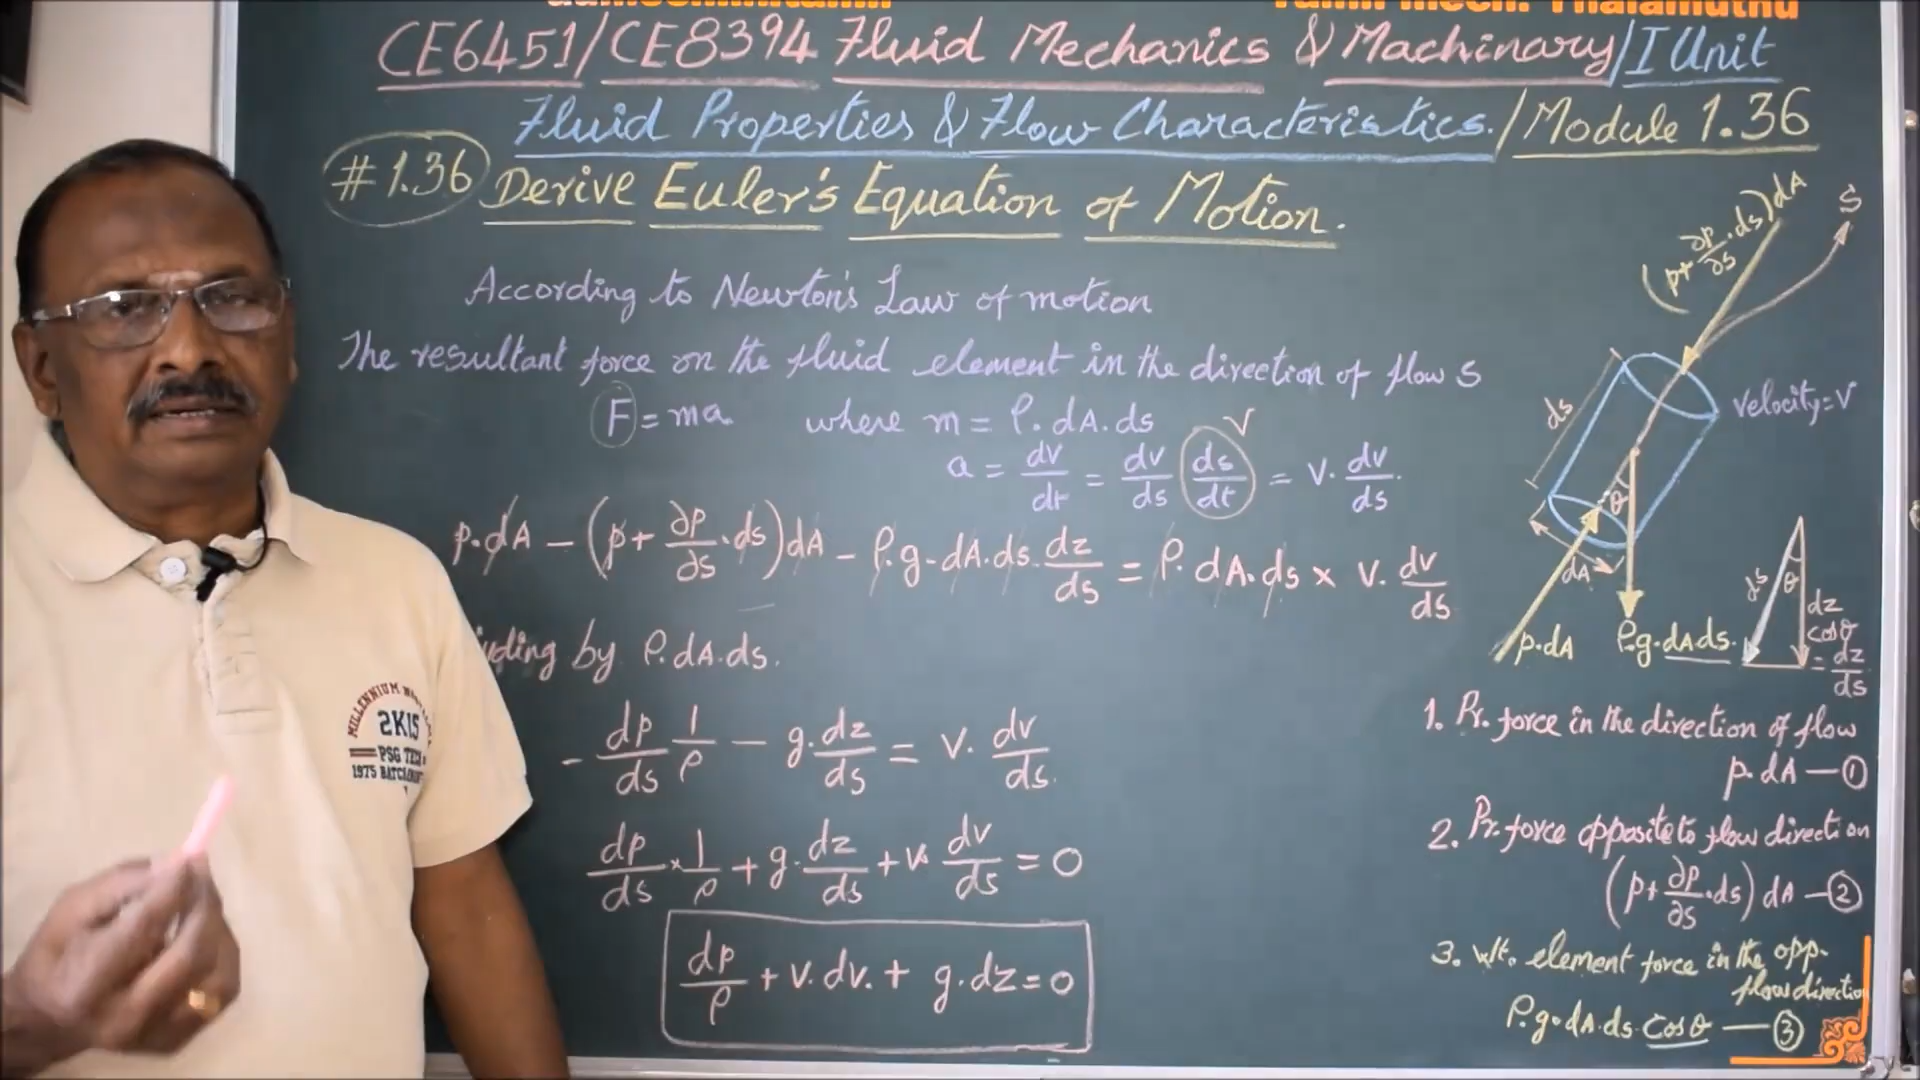 Tamil Mech. Thalamuthu
CE6451/CE8394 Fluid Mechanics & Machinary/I Unit
Fluid Properties & Flow Characteristics./Module 1.36
#1.36 Derive Euler's Equation of Motion.
According to Newton's Law of motion
The resultant force on the fluid element in the direction of flow S
F = ma where m = ρ.dA.ds
a = dv/dt = dv/ds ds/dt = v. dv/ds.
V
p.dA - (p + ∂p/∂s .ds)dA - ρ.g.dA.ds. dz/ds = ρ.dA.ds × v. dv/ds
iding by ρ.dA.ds.
- dp/ds 1/ρ - g. dz/ds = v. dv/ds.
dp/ds × 1/ρ + g. dz/ds + v. dv/ds = 0
dp/ρ + v.dv. + g.dz = 0
(p + ∂p/∂s .ds)dA
S
ds
Velocity = V
θ
dA
p.dA
ρ.g.dA.ds.
ds
θ
dz
cosθ
= dz/ds
1. Pr. force in the direction of flow
p.dA — ①
2. Pr. force opposite to flow direction
(p + ∂p/∂s .ds) dA — ②
3. Wt. element force in the opp.
flow direction
ρ.g.dA.ds.cosθ — ③
MILLENNIUM
2K15
PSG TECH
1975 BATCH